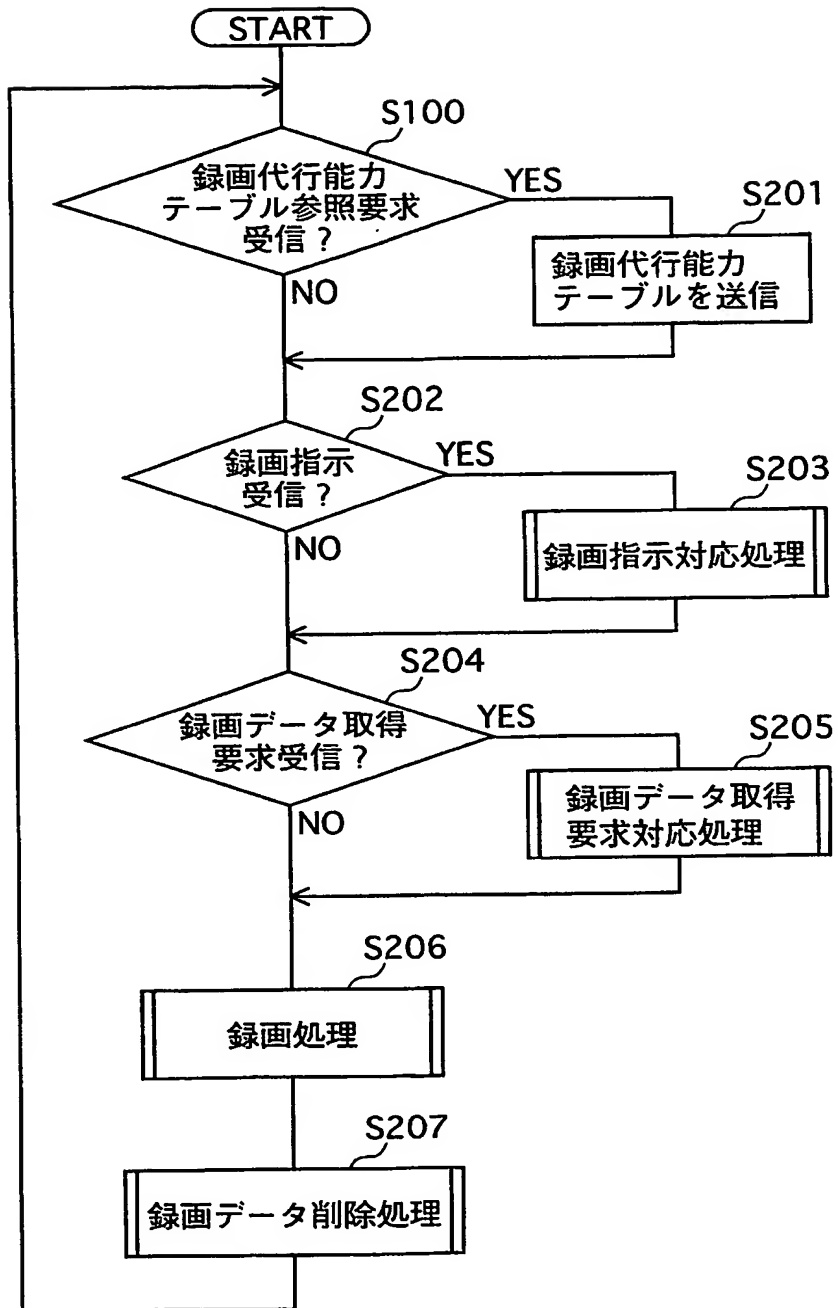 START
S100
録画代行能力
テーブル参照要求
受信？
YES
NO
S201
録画代行能力
テーブルを送信
S202
録画指示
受信？
YES
NO
S203
録画指示対応処理
S204
録画データ取得
要求受信？
YES
NO
S205
録画データ取得
要求対応処理
S206
録画処理
S207
録画データ削除処理